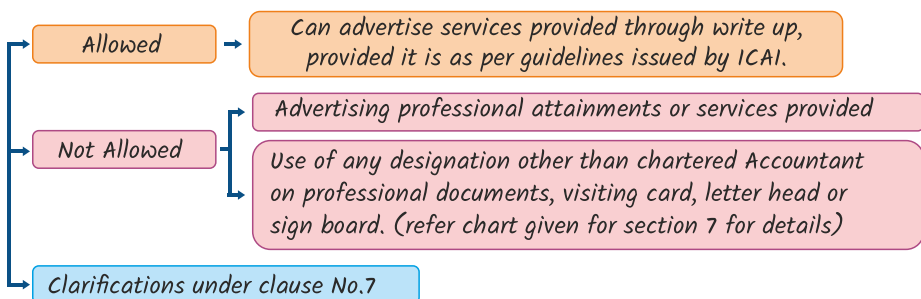 Allowed
Can advertise services provided through write up,
provided it is as per guidelines issued by ICAI.
Advertising professional attainments or services provided
Not Allowed
Use of any designation other than chartered Accountant
on professional documents, visiting card, letter head or
sign board. (refer chart given for section 7 for details)
Clarifications under clause No.7